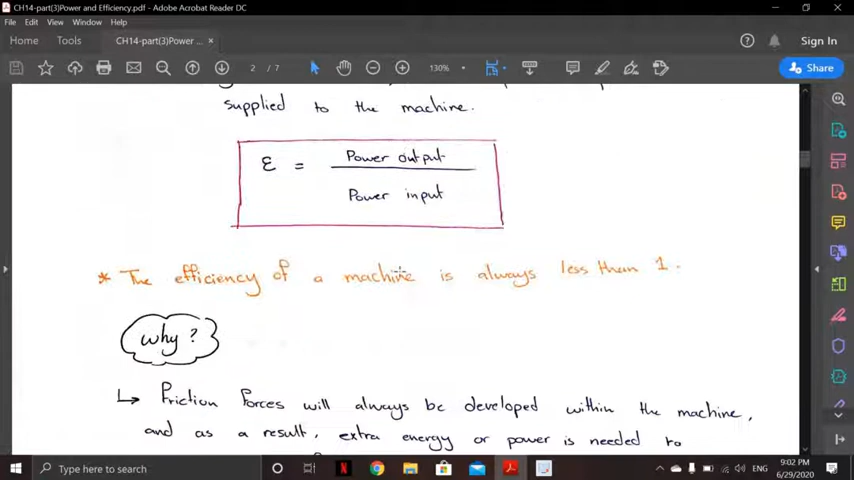 CH14-part(3)Power and Efficiency.pdf - Adobe Acrobat Reader DC
File Edit View Window Help
Home Tools CH14-part(3)Power ... × Sign In
2 / 7 130% Share
supplied to the machine.
ε = Power output
Power input
* The efficiency of a machine is always less than 1.
why?
↳ Friction forces will always be developed within the machine,
and as a result, extra energy or power is needed to
Type here to search
ENG 9:02 PM
6/29/2020